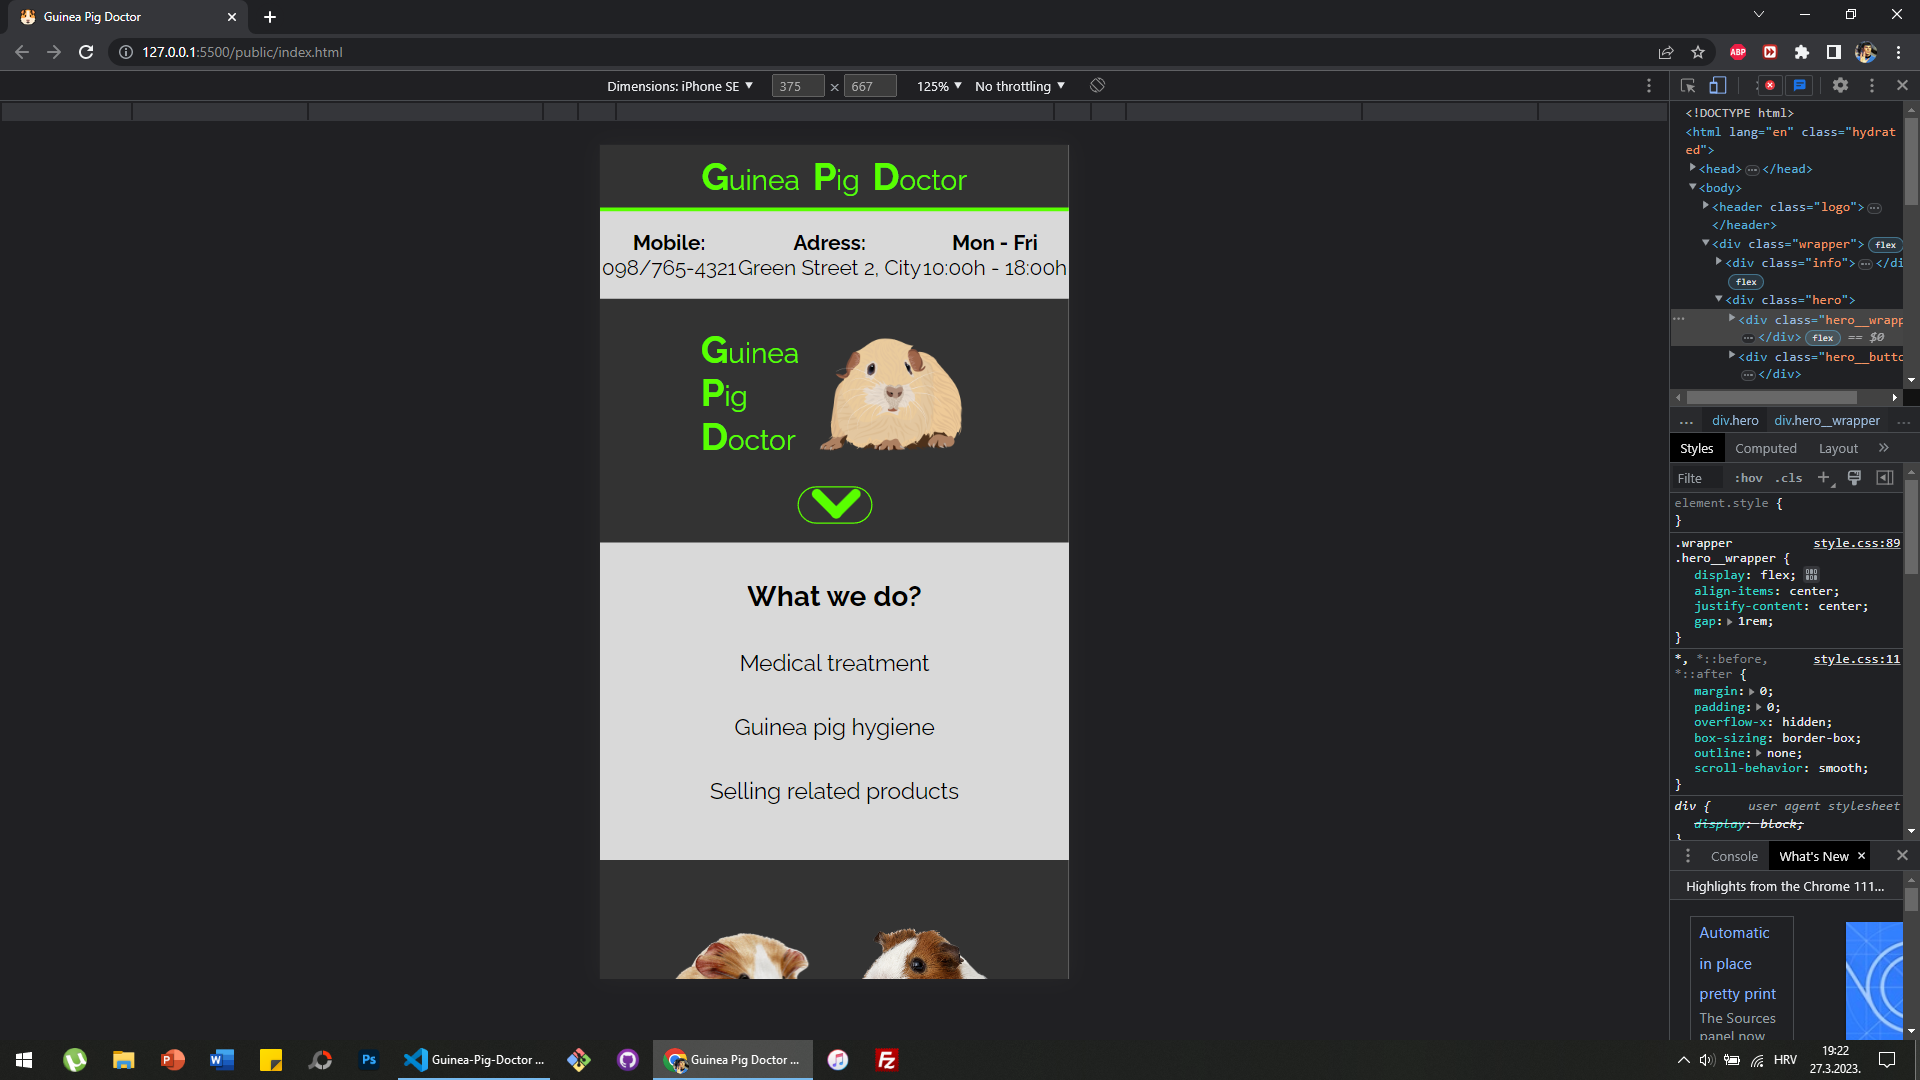 Guinea Pig Doctor
127.0.0.1:5500/public/index.html
ABP
Dimensions: iPhone SE
375 × 667
125%
No throttling
Guinea Pig Doctor
Mobile: Adress: Mon - Fri
098/765-4321 Green Street 2, City 10:00h - 18:00h
Guinea
Pig
Doctor
What we do?
Medical treatment
Guinea pig hygiene
Selling related products
<!DOCTYPE html>
<html lang="en" class="hydrat
ed">
<head> … </head>
<body>
<header class="logo"> …
</header>
<div class="wrapper"> flex
<div class="info"> … </di
flex
<div class="hero">
… <div class="hero__wrapp
… </div> flex == $0
<div class="hero__butto
… </div>
… div.hero div.hero__wrapper …
Styles Computed Layout »
Filte :hov .cls +
element.style {
}
.wrapper style.css:89
.hero__wrapper {
display: flex;
align-items: center;
justify-content: center;
gap: 1rem;
}
*, *::before, style.css:11
*::after {
margin: 0;
padding: 0;
overflow-x: hidden;
box-sizing: border-box;
outline: none;
scroll-behavior: smooth;
}
div { user agent stylesheet
display: block;
}
Console What's New ×
Highlights from the Chrome 111...
Automatic
in place
pretty print
The Sources
panel now
P W Ps
Guinea-Pig-Doctor ...
Guinea Pig Doctor ...
Fz
HRV
19:22
27.3.2023.